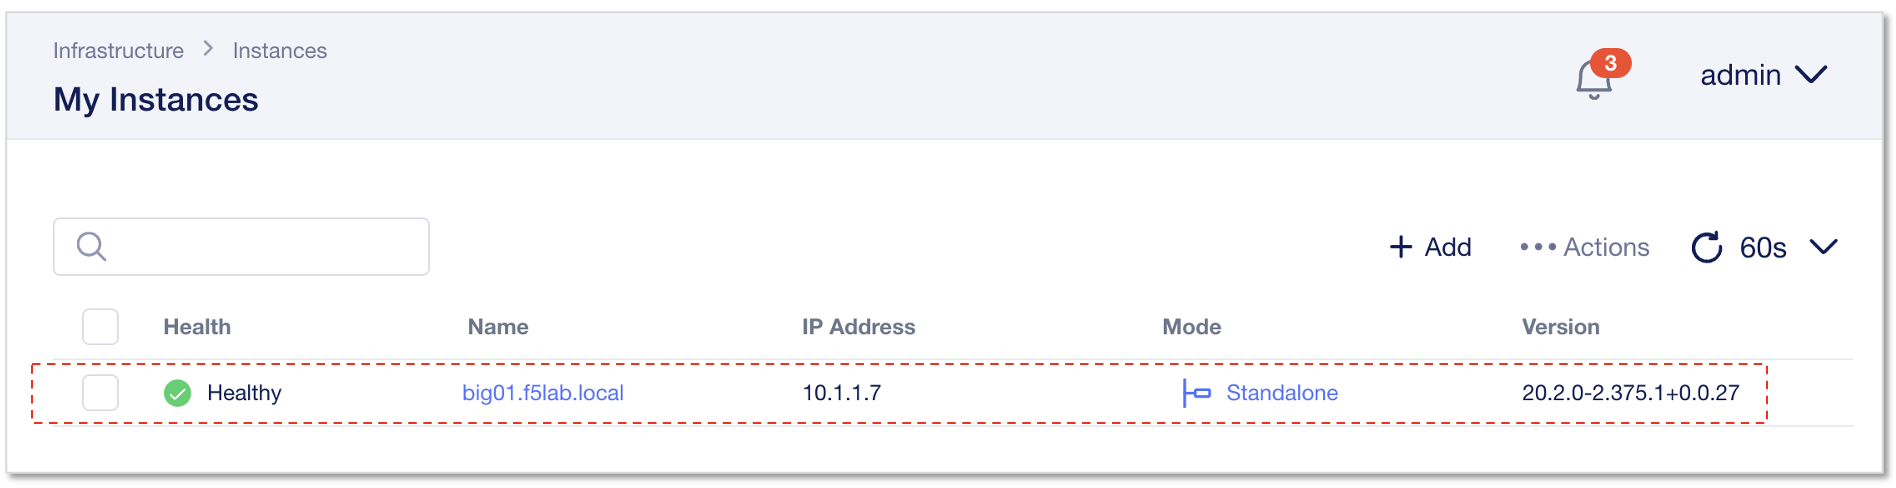 Infrastructure > Instances
My Instances
3
admin
+ Add
••• Actions
60s
Health Name IP Address Mode Version
Healthy big01.f5lab.local 10.1.1.7 Standalone 20.2.0-2.375.1+0.0.27